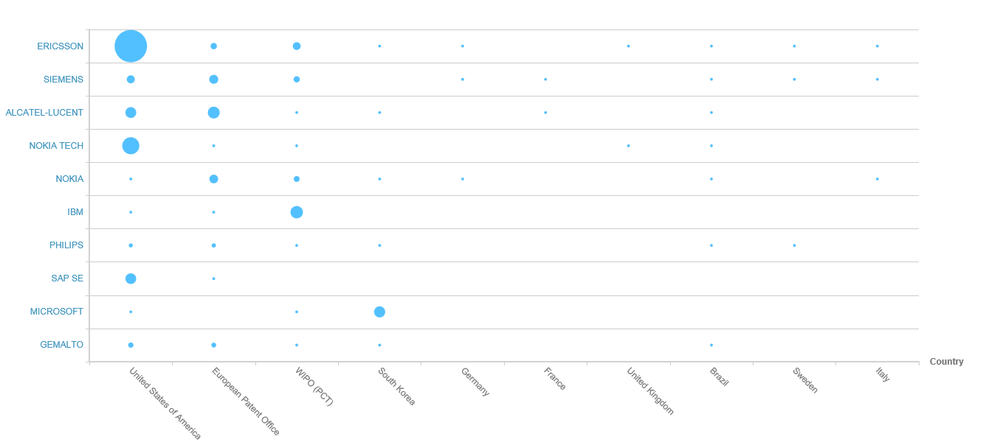 ERICSSON
SIEMENS
ALCATEL-LUCENT
NOKIA TECH
NOKIA
IBM
PHILIPS
SAP SE
MICROSOFT
GEMALTO
Country
United States of America
European Patent Office
WIPO (PCT)
South Korea
Germany
France
United Kingdom
Brazil
Sweden
Italy